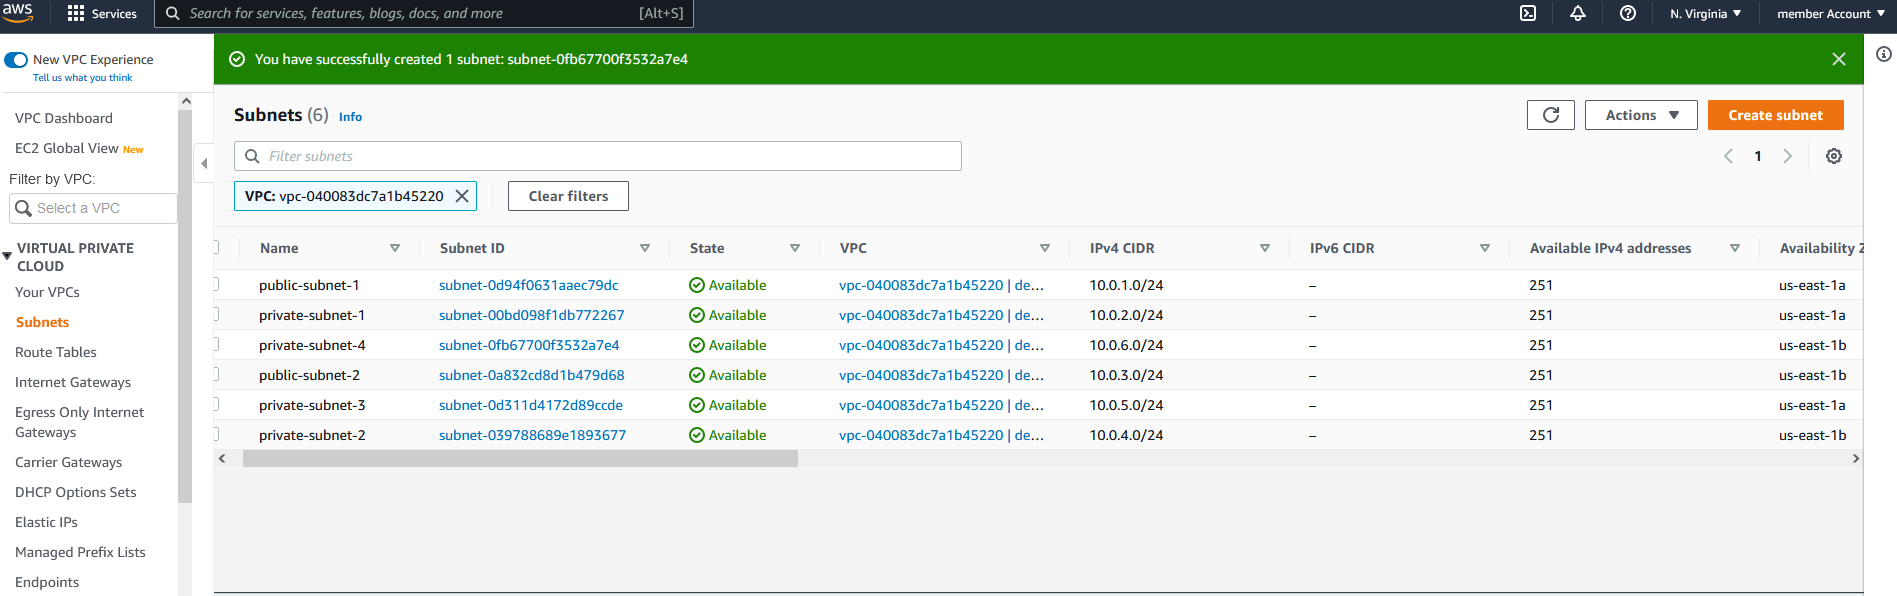 aws
Services
Search for services, features, blogs, docs, and more
[Alt+S]
N. Virginia
member Account
New VPC Experience
Tell us what you think
VPC Dashboard
EC2 Global View New
Filter by VPC:
Select a VPC
VIRTUAL PRIVATE
CLOUD
Your VPCs
Subnets
Route Tables
Internet Gateways
Egress Only Internet
Gateways
Carrier Gateways
DHCP Options Sets
Elastic IPs
Managed Prefix Lists
Endpoints
You have successfully created 1 subnet: subnet-0fb67700f3532a7e4
Subnets (6) Info
Actions
Create subnet
Filter subnets
1
VPC: vpc-040083dc7a1b45220
Clear filters
Name Subnet ID State VPC IPv4 CIDR IPv6 CIDR Available IPv4 addresses Availability Z
public-subnet-1 subnet-0d94f0631aaec79dc Available vpc-040083dc7a1b45220 | de... 10.0.1.0/24 – 251 us-east-1a
private-subnet-1 subnet-00bd098f1db772267 Available vpc-040083dc7a1b45220 | de... 10.0.2.0/24 – 251 us-east-1a
private-subnet-4 subnet-0fb67700f3532a7e4 Available vpc-040083dc7a1b45220 | de... 10.0.6.0/24 – 251 us-east-1b
public-subnet-2 subnet-0a832cd8d1b479d68 Available vpc-040083dc7a1b45220 | de... 10.0.3.0/24 – 251 us-east-1b
private-subnet-3 subnet-0d311d4172d89ccde Available vpc-040083dc7a1b45220 | de... 10.0.5.0/24 – 251 us-east-1a
private-subnet-2 subnet-039788689e1893677 Available vpc-040083dc7a1b45220 | de... 10.0.4.0/24 – 251 us-east-1b